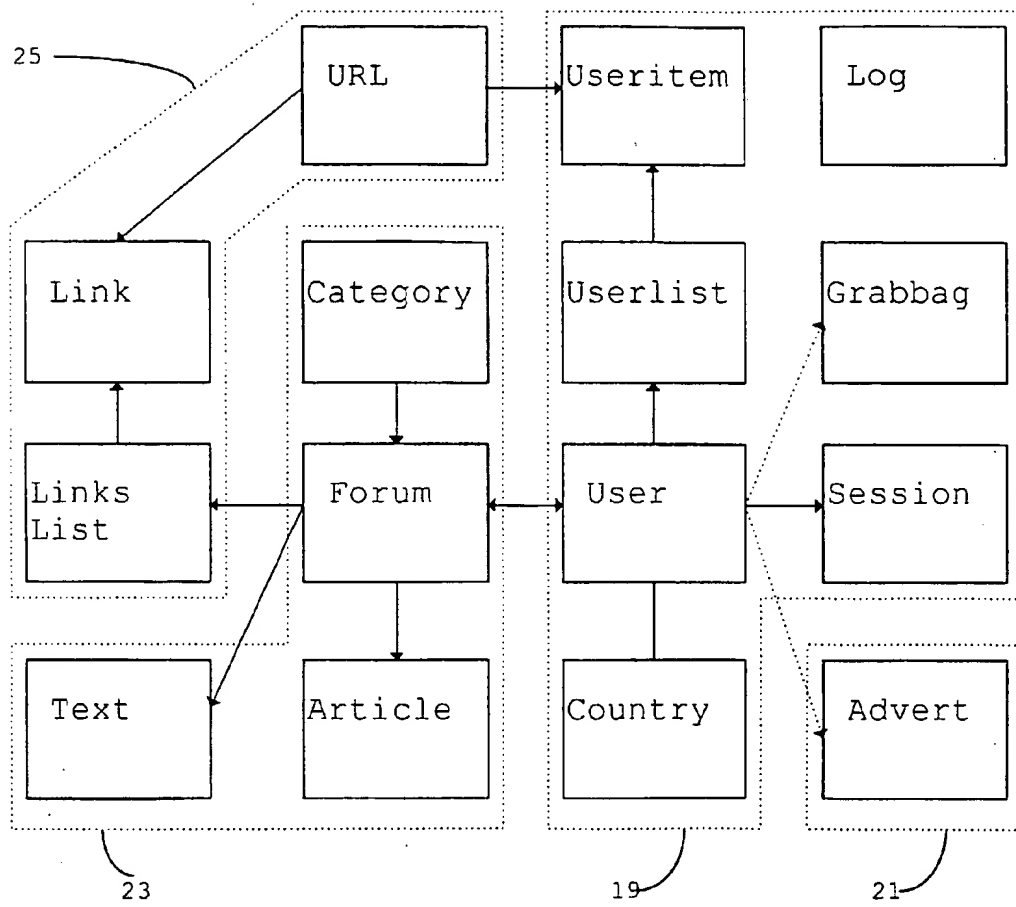 25
URL
Useritem
Log
Link
Category
Userlist
Grabbag
Links
List
Forum
User
Session
Text
Article
Country
Advert
23
19
21